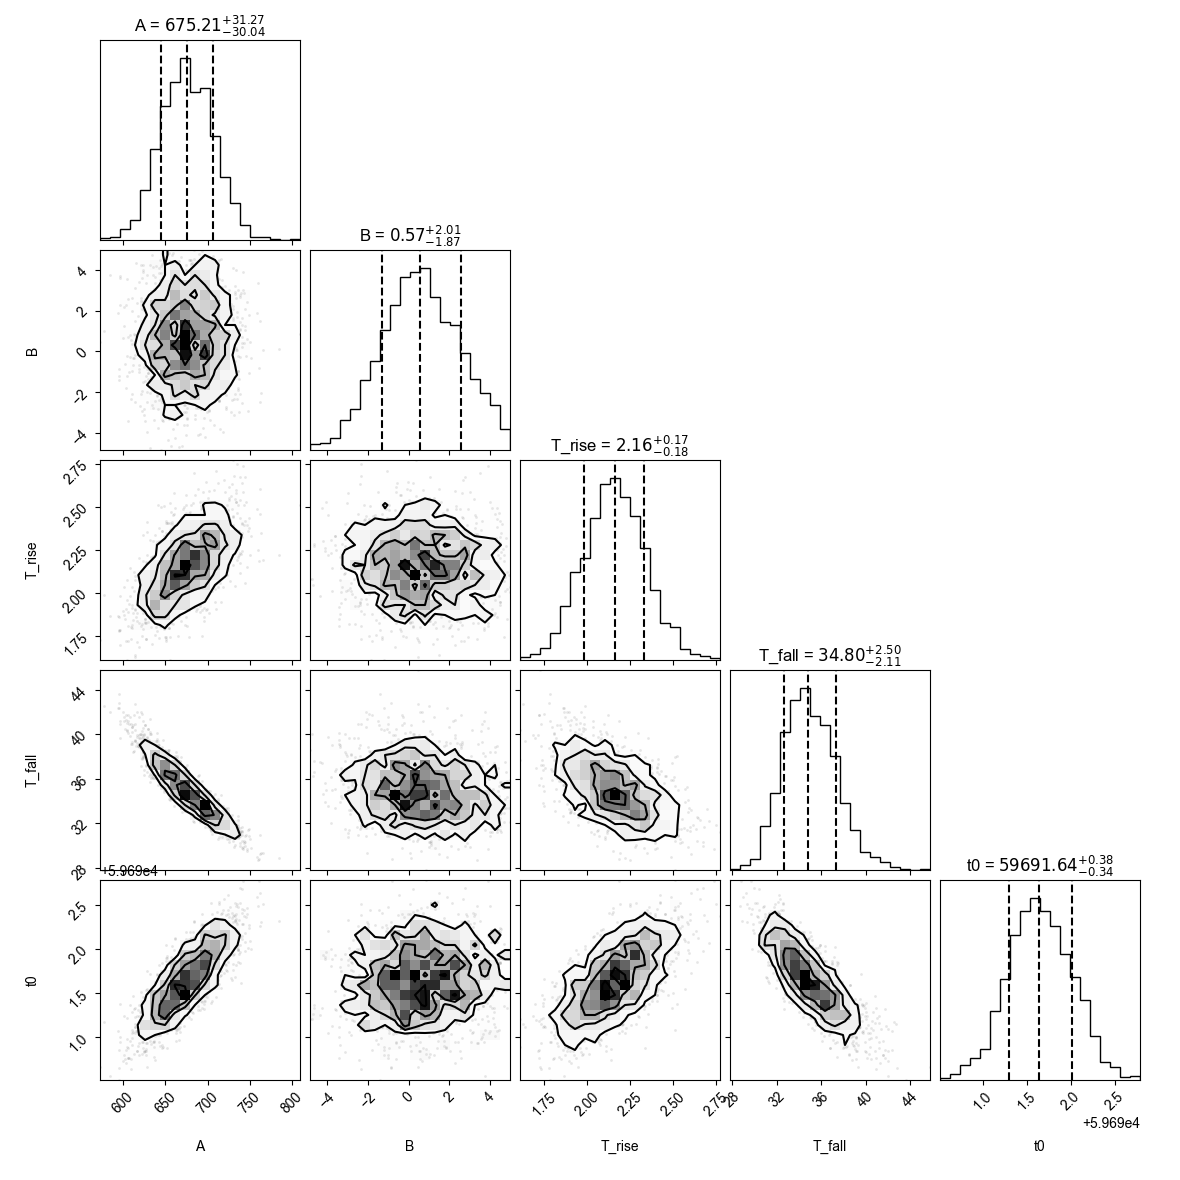 A = 675.21+31.27−30.04
B = 0.57+2.01−1.87
4
2
0
−2
−4
B
T_rise = 2.16+0.17−0.18
2.75
2.50
2.25
2.00
1.75
T_rise
T_fall = 34.80+2.50−2.11
44
40
36
32
28
T_fall
+5.969e4
t0 = 59691.64+0.38−0.34
2.5
2.0
1.5
1.0
t0
600 650 700 750 800 −4 −2 0 2 4 1.75 2.00 2.25 2.50 2.75 28 32 36 40 44 1.0 1.5 2.0 2.5
+5.969e4
A B T_rise T_fall t0